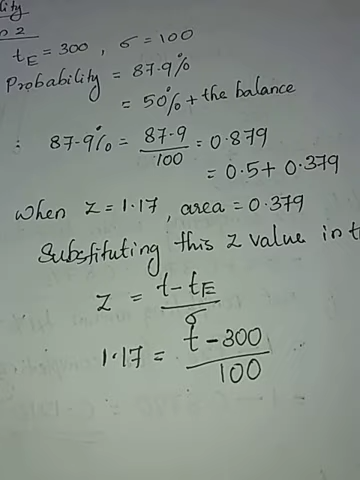 tE = 300 , σ = 100
Probability = 87.9%
= 50% + the balance
∴ 87.9% = 87.9/100 = 0.879
= 0.5 + 0.379
when z = 1.17 , area = 0.379
Substituting this z value in
z = t - tE / σ
1.17 = t - 300 / 100